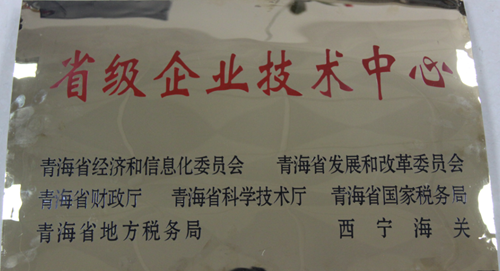 省级企业技术中心
青海省经济和信息化委员会 青海省发展和改革委员会
青海省财政厅 青海省科学技术厅 青海省国家税务局
青海省地方税务局 西宁海关